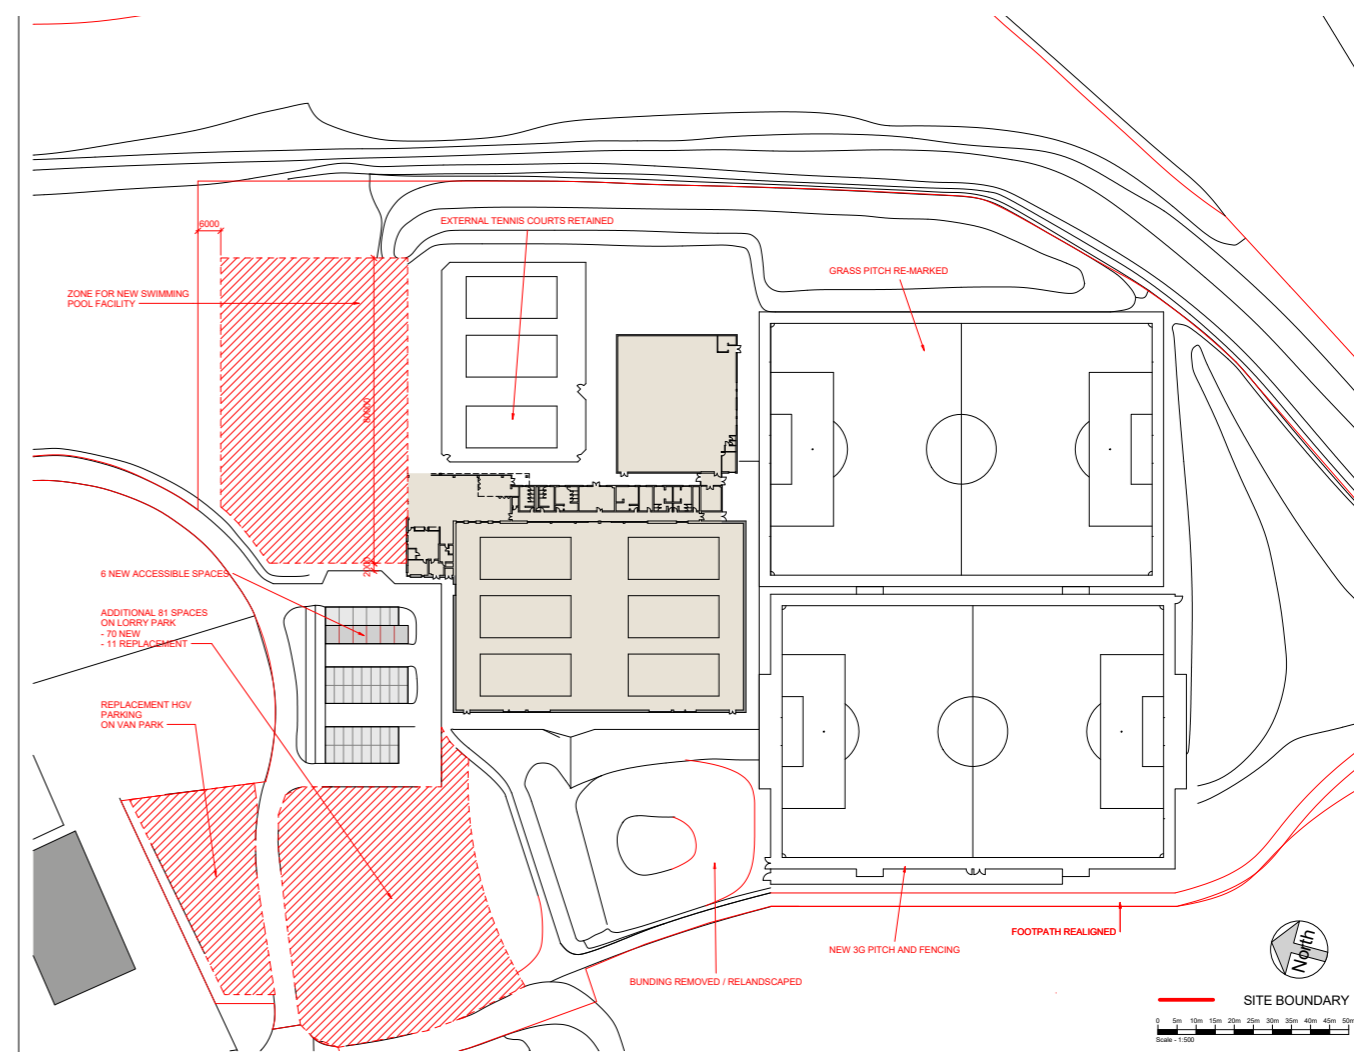 6000
EXTERNAL TENNIS COURTS RETAINED
GRASS PITCH RE-MARKED
ZONE FOR NEW SWIMMING
POOL FACILITY
80000
2000
6 NEW ACCESSIBLE SPACES
ADDITIONAL 81 SPACES
ON LORRY PARK
- 70 NEW
- 11 REPLACEMENT
REPLACEMENT HGV
PARKING
ON VAN PARK
FOOTPATH REALIGNED
NEW 3G PITCH AND FENCING
BUNDING REMOVED / RELANDSCAPED
North
SITE BOUNDARY
0 5m 10m 15m 20m 25m 30m 35m 40m 45m 50m
Scale - 1:500